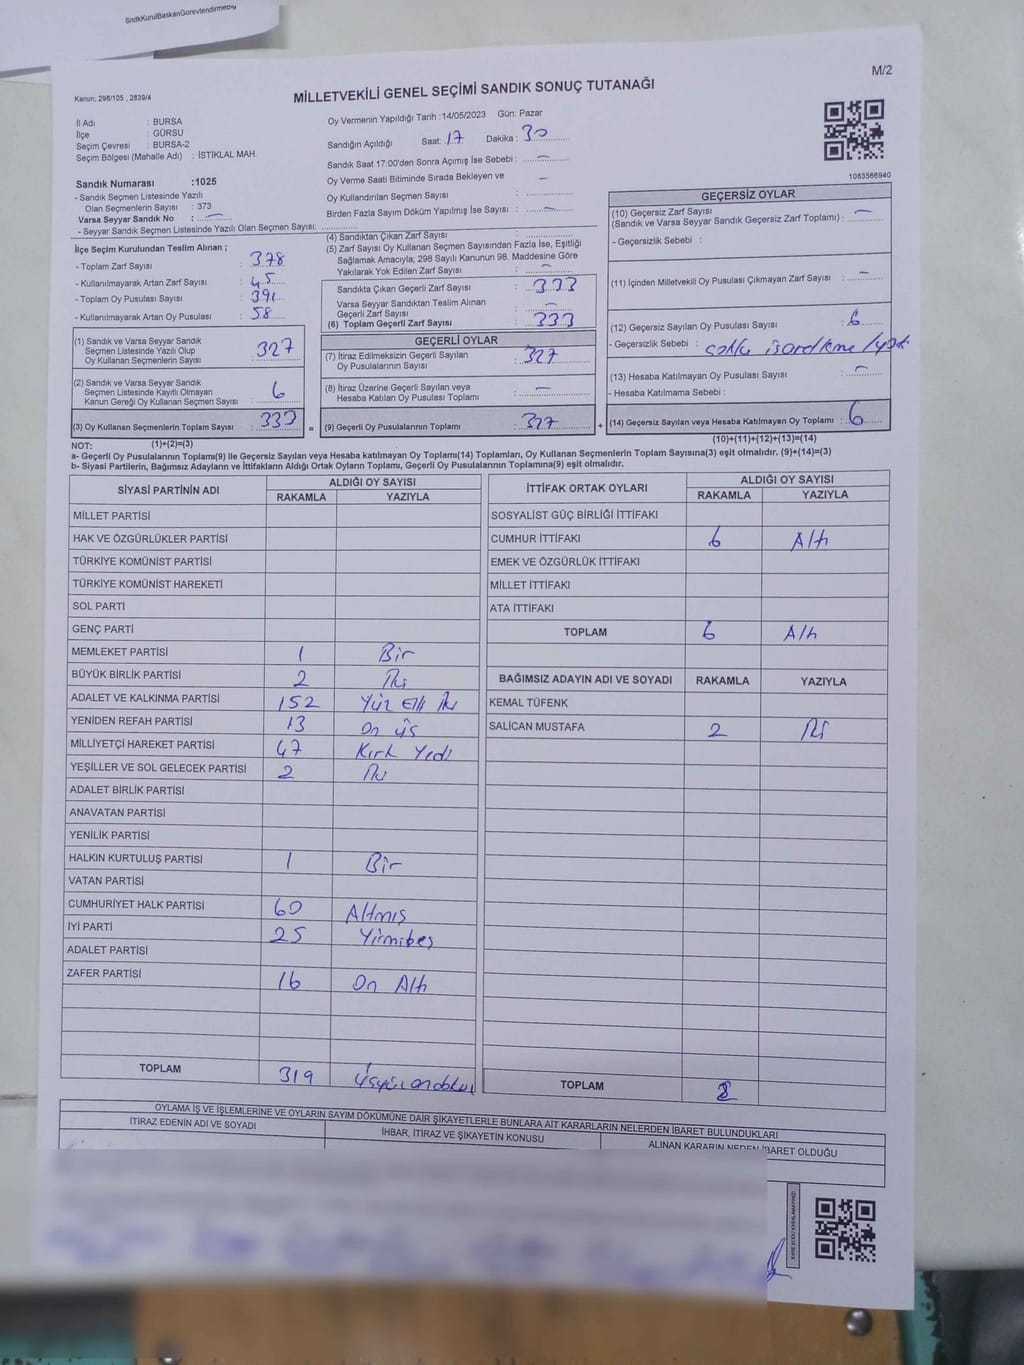 SndkKurulBaskanGorevlendirmeBlg
M/2
Kanun: 298/105 , 2839/4
MİLLETVEKİLİ GENEL SEÇİMİ SANDIK SONUÇ TUTANAĞI
İl Adı : BURSA
İlçe : GÜRSU
Seçim Çevresi : BURSA-2
Seçim Bölgesi (Mahalle Adı) : İSTİKLAL MAH.
Sandık Numarası :1025
- Sandık Seçmen Listesinde Yazılı
Olan Seçmenlerin Sayısı : 373
Varsa Seyyar Sandık No : —
- Seyyar Sandık Seçmen Listesinde Yazılı Olan Seçmen Sayısı:
İlçe Seçim Kurulundan Teslim Alınan ;
- Toplam Zarf Sayısı : 378
- Kullanılmayarak Artan Zarf Sayısı : 45
- Toplam Oy Pusulası Sayısı : 391
- Kullanılmayarak Artan Oy Pusulası : 58
(1) Sandık ve Varsa Seyyar Sandık
Seçmen Listesinde Yazılı Olup
Oy Kullanan Seçmenlerin Sayısı : 327
(2) Sandık ve Varsa Seyyar Sandık
Seçmen Listesinde Kayıtlı Olmayan
Kanun Gereği Oy Kullanan Seçmen Sayısı : 6
(3) Oy Kullanan Seçmenlerin Toplam Sayısı : 333
(1)+(2)=(3)
Oy Vermenin Yapıldığı Tarih :14/05/2023 Gün: Pazar
Sandığın Açıldığı Saat: 17 Dakika : 30
Sandık Saat 17:00'den Sonra Açımış İse Sebebi : —
Oy Verme Saati Bitiminde Sırada Bekleyen ve
Oy Kullandırılan Seçmen Sayısı : —
Birden Fazla Sayım Döküm Yapılmış İse Sayısı : —
(4) Sandıktan Çıkan Zarf Sayısı :
(5) Zarf Sayısı Oy Kullanan Seçmen Sayısından Fazla İse, Eşitliği
Sağlamak Amacıyla; 298 Sayılı Kanunun 98. Maddesine Göre
Yakılarak Yok Edilen Zarf Sayısı : —
Sandıkta Çıkan Geçerli Zarf Sayısı : 333
Varsa Seyyar Sandıktan Teslim Alınan
Geçerli Zarf Sayısı : —
(6) Toplam Geçerli Zarf Sayısı : 333
GEÇERLİ OYLAR
(7) İtiraz Edilmeksizin Geçerli Sayılan
Oy Pusulalarının Sayısı : 327
(8) İtiraz Üzerine Geçerli Sayılan veya
Hesaba Katılan Oy Pusulası Toplamı : —
= (9) Geçerli Oy Pusulalarının Toplamı : 327
1083566940
GEÇERSİZ OYLAR
(10) Geçersiz Zarf Sayısı
(Sandık ve Varsa Seyyar Sandık Geçersiz Zarf Toplamı) : —
- Geçersizlik Sebebi :
(11) İçinden Milletvekili Oy Pusulası Çıkmayan Zarf Sayısı : —
(12) Geçersiz Sayılan Oy Pusulası Sayısı : 6
- Geçersizlik Sebebi :
(13) Hesaba Katılmayan Oy Pusulası Sayısı : —
- Hesaba Katılmama Sebebi :
+ (14) Geçersiz Sayılan veya Hesaba Katılmayan Oy Toplamı : 6
(10)+(11)+(12)+(13)=(14)
NOT:
a- Geçerli Oy Pusulalarının Toplamı(9) ile Geçersiz Sayılan veya Hesaba katılmayan Oy Toplamı(14) Toplamları, Oy Kullanan Seçmenlerin Toplam Sayısına(3) eşit olmalıdır. (9)+(14)=(3)
b- Siyasi Partilerin, Bağımsız Adayların ve İttifakların Aldığı Ortak Oyların Toplamı, Geçerli Oy Pusulalarının Toplamına(9) eşit olmalıdır.
SİYASİ PARTİNİN ADI ALDIĞI OY SAYISI
RAKAMLA YAZIYLA
MİLLET PARTİSİ
HAK VE ÖZGÜRLÜKLER PARTİSİ
TÜRKİYE KOMÜNİST PARTİSİ
TÜRKİYE KOMÜNİST HAREKETİ
SOL PARTİ
GENÇ PARTİ
MEMLEKET PARTİSİ 1 Bir
BÜYÜK BİRLİK PARTİSİ 2 İki
ADALET VE KALKINMA PARTİSİ 152 Yüz Elli İki
YENİDEN REFAH PARTİSİ 13 On üç
MİLLİYETÇİ HAREKET PARTİSİ 47 Kırk Yedi
YEŞİLLER VE SOL GELECEK PARTİSİ 2 İki
ADALET BİRLİK PARTİSİ
ANAVATAN PARTİSİ
YENİLİK PARTİSİ
HALKIN KURTULUŞ PARTİSİ 1 Bir
VATAN PARTİSİ
CUMHURİYET HALK PARTİSİ 60 Altmış
İYİ PARTİ 25 Yirmibeş
ADALET PARTİSİ
ZAFER PARTİSİ 16 On Altı
TOPLAM 319 üçyüzondokuz
İTTİFAK ORTAK OYLARI ALDIĞI OY SAYISI
RAKAMLA YAZIYLA
SOSYALİST GÜÇ BİRLİĞİ İTTİFAKI
CUMHUR İTTİFAKI 6 Altı
EMEK VE ÖZGÜRLÜK İTTİFAKI
MİLLET İTTİFAKI
ATA İTTİFAKI
TOPLAM 6 Altı
BAĞIMSIZ ADAYIN ADI VE SOYADI RAKAMLA YAZIYLA
KEMAL TÜFENK
SALİCAN MUSTAFA 2 İki
TOPLAM
OYLAMA İŞ VE İŞLEMLERİNE VE OYLARIN SAYIM DÖKÜMÜNE DAİR ŞİKAYETLERLE BUNLARA AİT KARARLARIN NELERDEN İBARET BULUNDUKLARI
İTİRAZ EDENİN ADI VE SOYADI
İHBAR, İTİRAZ VE ŞİKAYETİN KONUSU
ALINAN KARARIN NEDEN İBARET OLDUĞU
KARE KODU KARALAMAYINIZ!